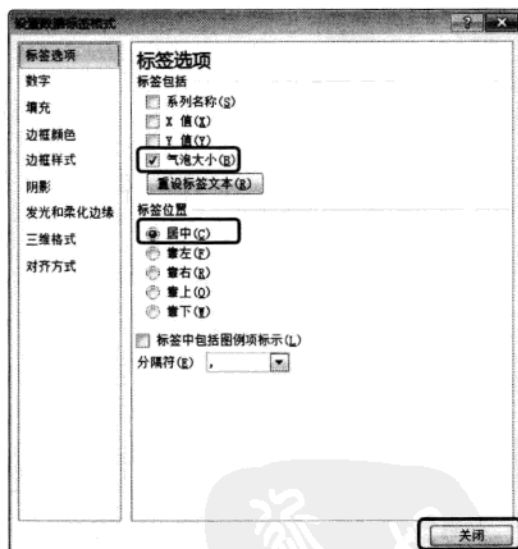 设置数据标签格式
标签选项
数字
填充
边框颜色
边框样式
阴影
发光和柔化边缘
三维格式
对齐方式
标签选项
标签包括
系列名称(S)
X 值(X)
Y 值(Y)
气泡大小(B)
重设标签文本(R)
标签位置
居中(C)
靠左(F)
靠右(R)
靠上(O)
靠下(W)
标签中包括图例项标示(L)
分隔符(E) ,
关闭